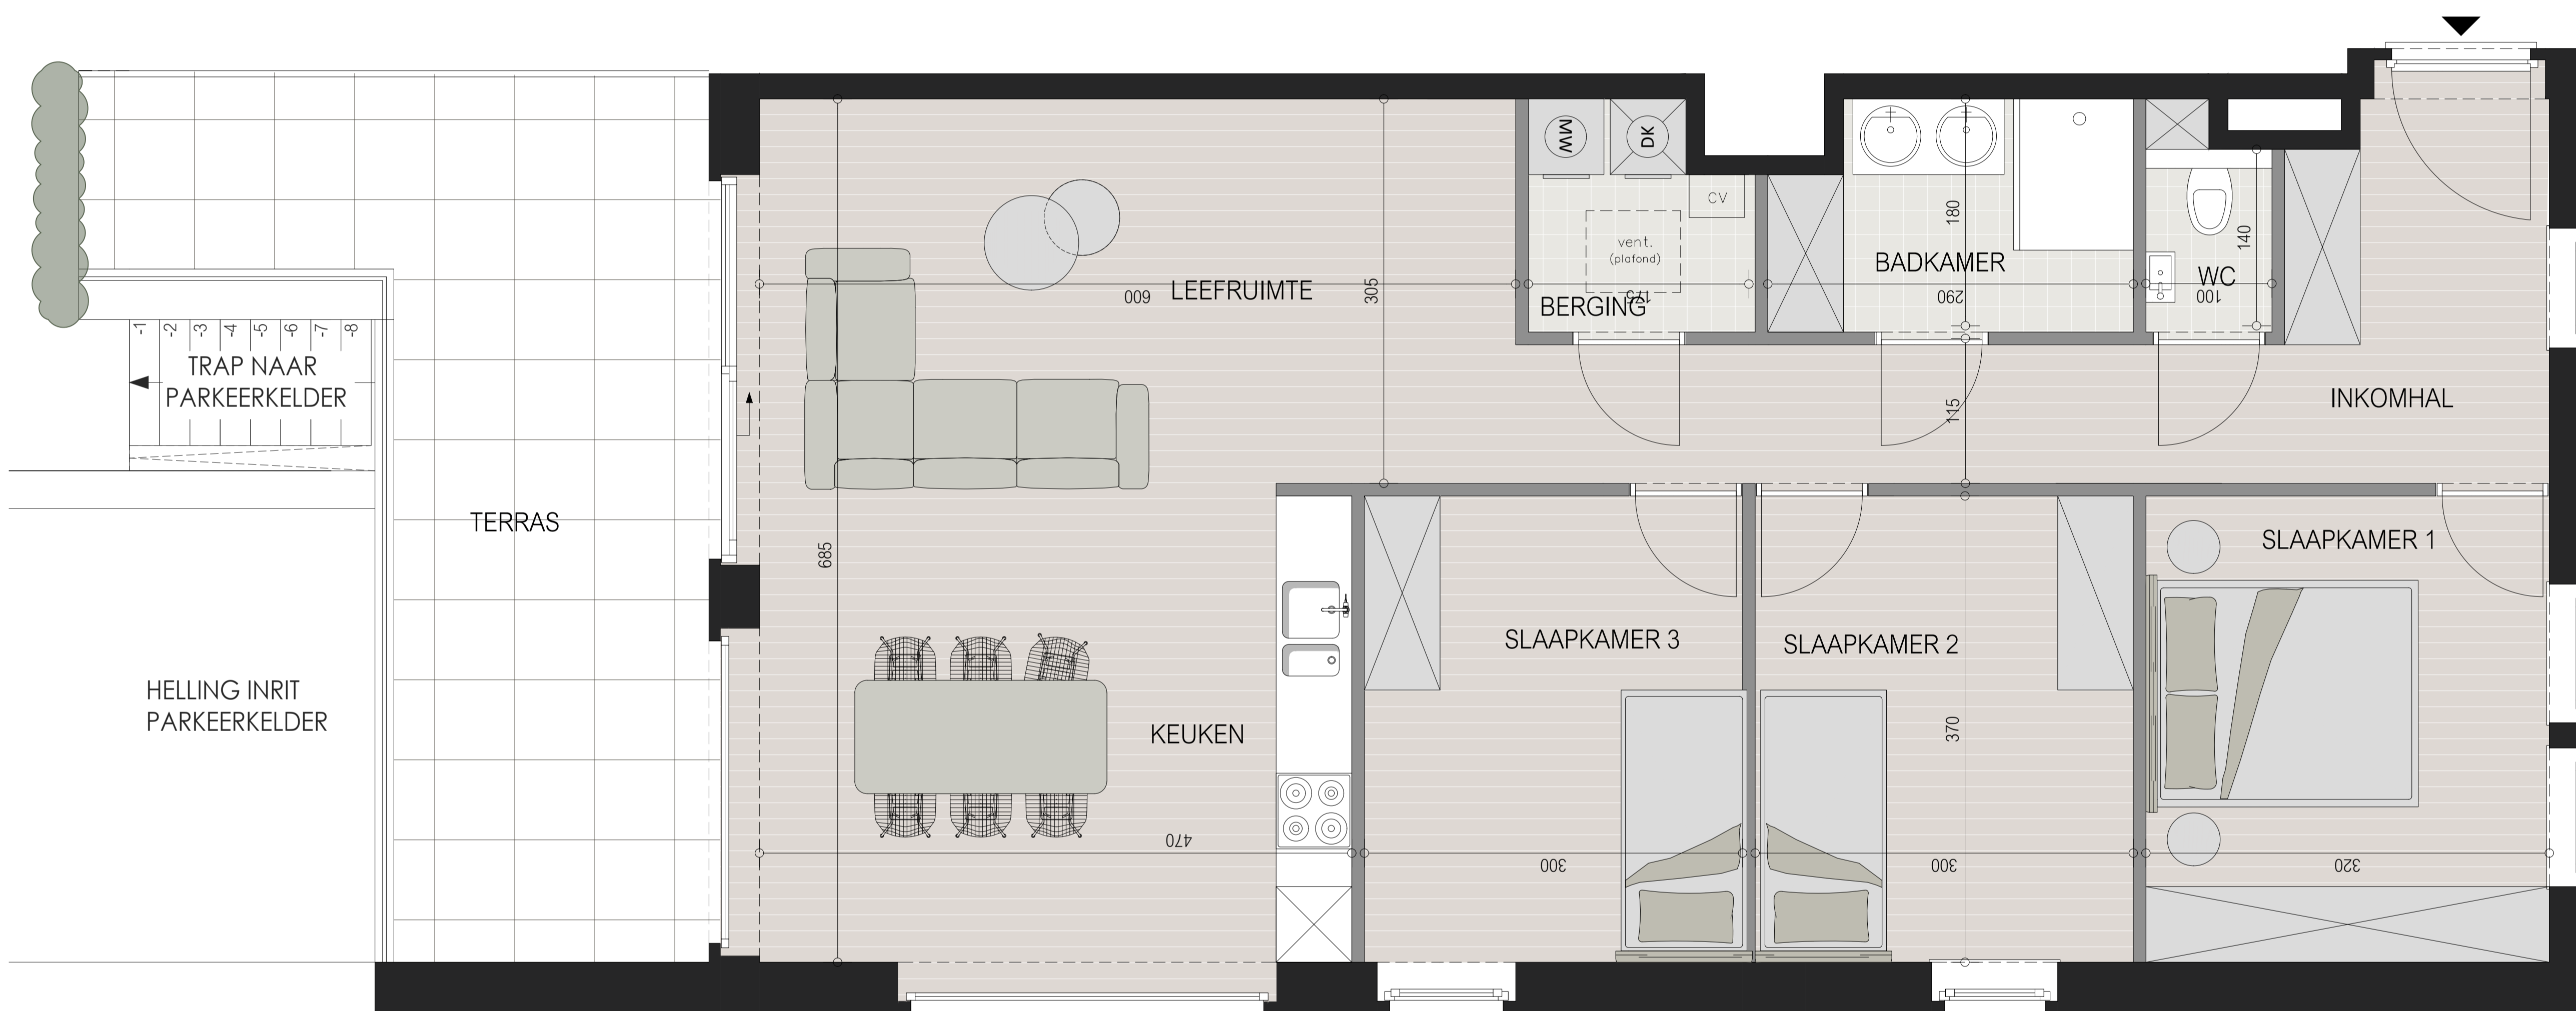 MW
DK
CV
vent.
(plafond)
180
BADKAMER
140
WC
600
LEEFRUIMTE
305
BERGING
175
290
100
-1
-2
-3
-4
-5
-6
-7
-8
TRAP NAAR
PARKEERKELDER
115
INKOMHAL
TERRAS
685
SLAAPKAMER 1
SLAAPKAMER 3
SLAAPKAMER 2
HELLING INRIT
PARKEERKELDER
KEUKEN
370
470
300
300
320